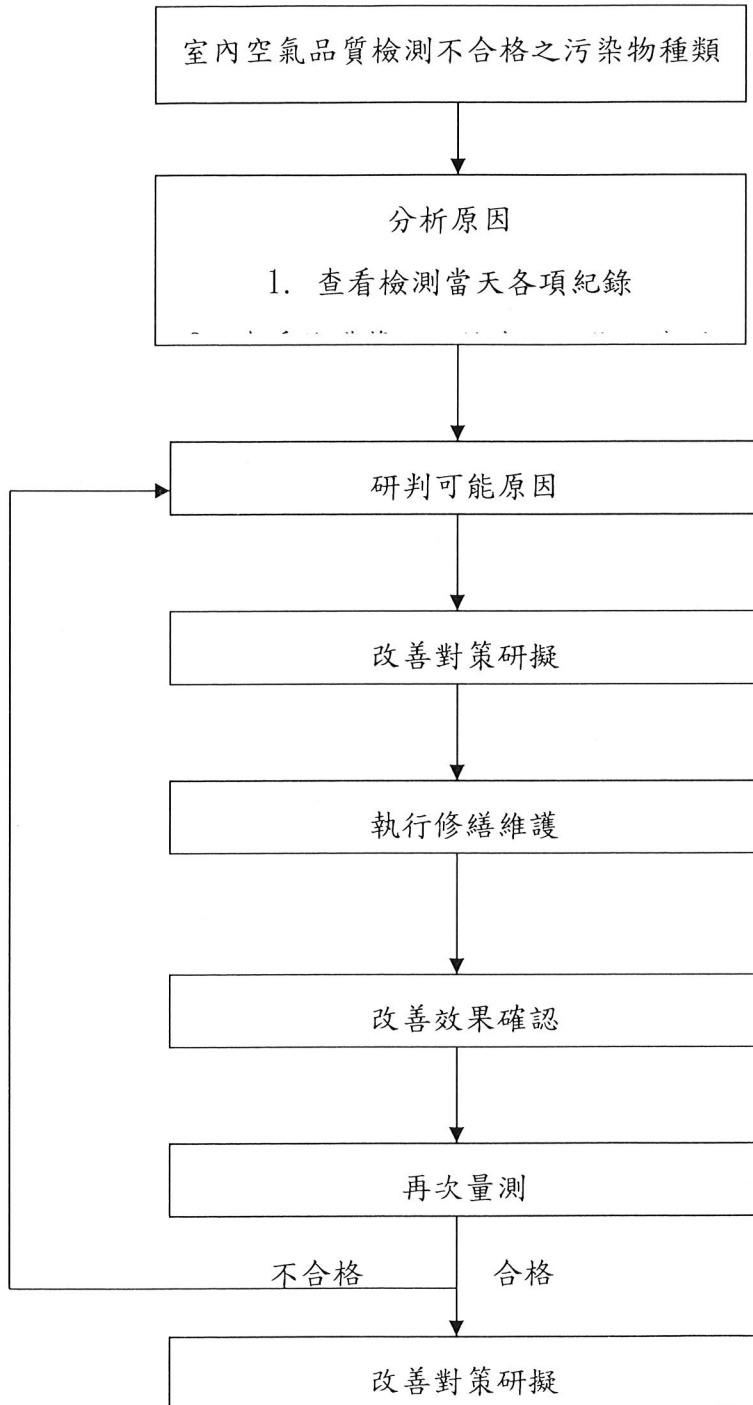 室內空氣品質檢測不合格之污染物種類
分析原因
1. 查看檢測當天各項紀錄
研判可能原因
改善對策研擬
執行修繕維護
改善效果確認
再次量測
不合格 合格
改善對策研擬